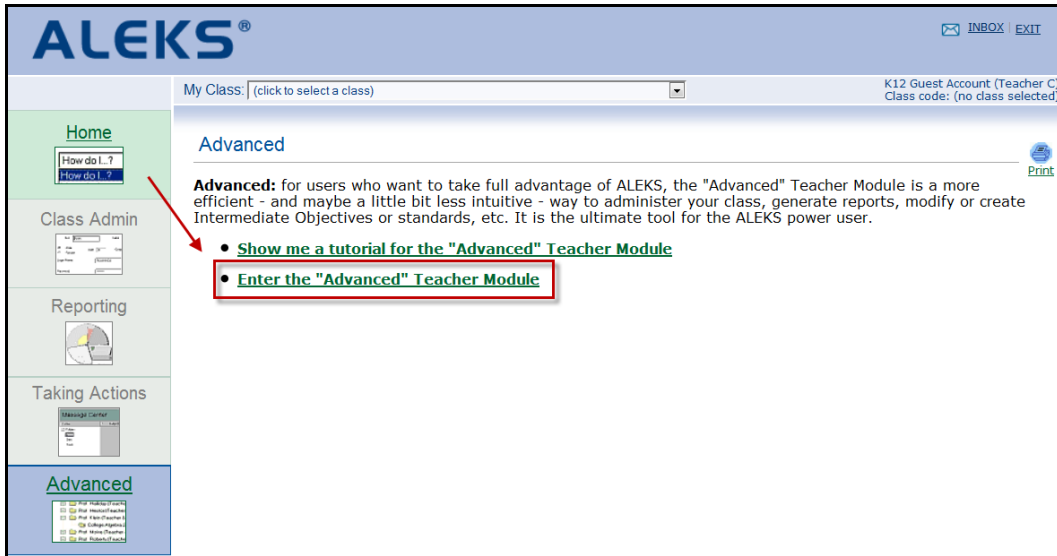 ALEKS®
INBOX | EXIT
My Class: (click to select a class)
K12 Guest Account (Teacher C)
Class code: (no class selected)
Home
How do I...?
How do I...?
Class Admin
Reporting
Taking Actions
Message Center
Advanced
Advanced
Print
Advanced: for users who want to take full advantage of ALEKS, the "Advanced" Teacher Module is a more
efficient - and maybe a little bit less intuitive - way to administer your class, generate reports, modify or create
Intermediate Objectives or standards, etc. It is the ultimate tool for the ALEKS power user.
• Show me a tutorial for the "Advanced" Teacher Module
• Enter the "Advanced" Teacher Module